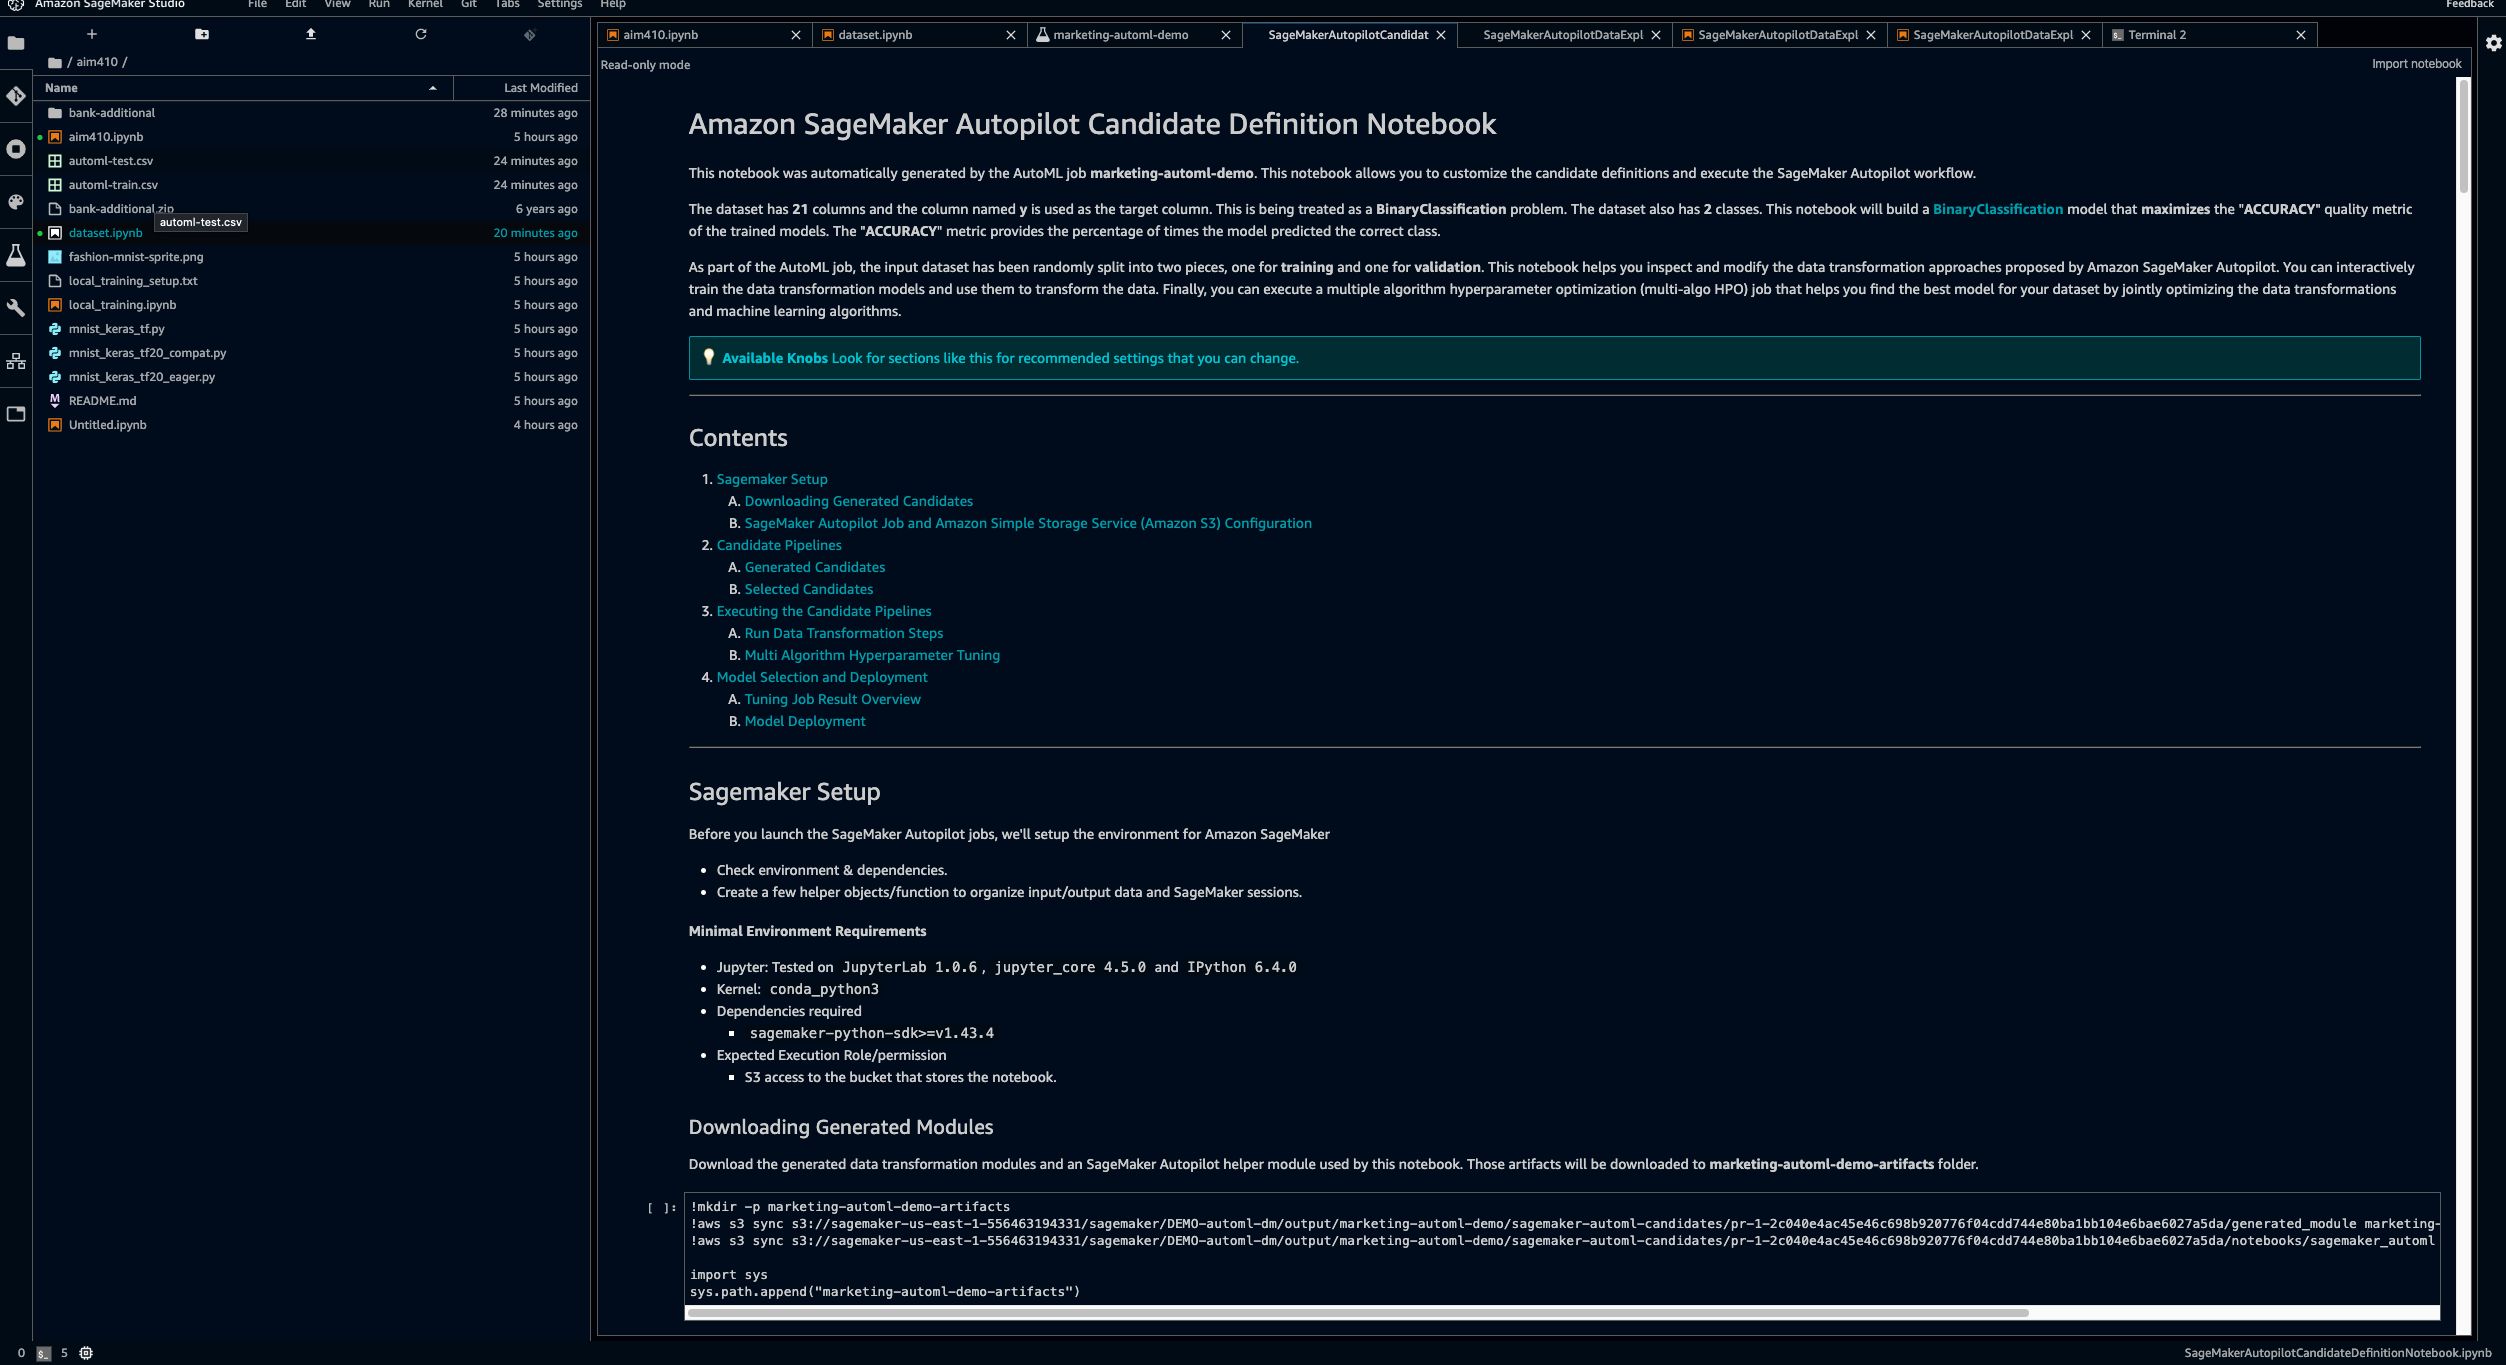 Amazon SageMaker Studio File Edit View Run Kernel Git Tabs Settings Help Feedback
/ aim410 /
Name Last Modified
bank-additional 28 minutes ago
aim410.ipynb 5 hours ago
automl-test.csv 24 minutes ago
automl-train.csv 24 minutes ago
bank-additional.zip 6 years ago
automl-test.csv
dataset.ipynb 20 minutes ago
fashion-mnist-sprite.png 5 hours ago
local_training_setup.txt 5 hours ago
local_training.ipynb 5 hours ago
mnist_keras_tf.py 5 hours ago
mnist_keras_tf20_compat.py 5 hours ago
mnist_keras_tf20_eager.py 5 hours ago
README.md 5 hours ago
Untitled.ipynb 4 hours ago
aim410.ipynb dataset.ipynb marketing-automl-demo SageMakerAutopilotCandidat SageMakerAutopilotDataExpl SageMakerAutopilotDataExpl SageMakerAutopilotDataExpl Terminal 2
Read-only mode Import notebook
Amazon SageMaker Autopilot Candidate Definition Notebook
This notebook was automatically generated by the AutoML job marketing-automl-demo. This notebook allows you to customize the candidate definitions and execute the SageMaker Autopilot workflow.
The dataset has 21 columns and the column named y is used as the target column. This is being treated as a BinaryClassification problem. The dataset also has 2 classes. This notebook will build a BinaryClassification model that maximizes the "ACCURACY" quality metric
of the trained models. The "ACCURACY" metric provides the percentage of times the model predicted the correct class.
As part of the AutoML job, the input dataset has been randomly split into two pieces, one for training and one for validation. This notebook helps you inspect and modify the data transformation approaches proposed by Amazon SageMaker Autopilot. You can interactively
train the data transformation models and use them to transform the data. Finally, you can execute a multiple algorithm hyperparameter optimization (multi-algo HPO) job that helps you find the best model for your dataset by jointly optimizing the data transformations
and machine learning algorithms.
Available Knobs Look for sections like this for recommended settings that you can change.
Contents
1. Sagemaker Setup
A. Downloading Generated Candidates
B. SageMaker Autopilot Job and Amazon Simple Storage Service (Amazon S3) Configuration
2. Candidate Pipelines
A. Generated Candidates
B. Selected Candidates
3. Executing the Candidate Pipelines
A. Run Data Transformation Steps
B. Multi Algorithm Hyperparameter Tuning
4. Model Selection and Deployment
A. Tuning Job Result Overview
B. Model Deployment
Sagemaker Setup
Before you launch the SageMaker Autopilot jobs, we'll setup the environment for Amazon SageMaker
• Check environment & dependencies.
• Create a few helper objects/function to organize input/output data and SageMaker sessions.
Minimal Environment Requirements
• Jupyter: Tested on JupyterLab 1.0.6, jupyter_core 4.5.0 and IPython 6.4.0
• Kernel: conda_python3
• Dependencies required
▪ sagemaker-python-sdk>=v1.43.4
• Expected Execution Role/permission
▪ S3 access to the bucket that stores the notebook.
Downloading Generated Modules
Download the generated data transformation modules and an SageMaker Autopilot helper module used by this notebook. Those artifacts will be downloaded to marketing-automl-demo-artifacts folder.
[ ]: !mkdir -p marketing-automl-demo-artifacts
!aws s3 sync s3://sagemaker-us-east-1-556463194331/sagemaker/DEMO-automl-dm/output/marketing-automl-demo/sagemaker-automl-candidates/pr-1-2c040e4ac45e46c698b920776f04cdd744e80ba1bb104e6bae6027a5da/generated_module marketing-
!aws s3 sync s3://sagemaker-us-east-1-556463194331/sagemaker/DEMO-automl-dm/output/marketing-automl-demo/sagemaker-automl-candidates/pr-1-2c040e4ac45e46c698b920776f04cdd744e80ba1bb104e6bae6027a5da/notebooks/sagemaker_automl
import sys
sys.path.append("marketing-automl-demo-artifacts")
0 $_ 5 SageMakerAutopilotCandidateDefinitionNotebook.ipynb